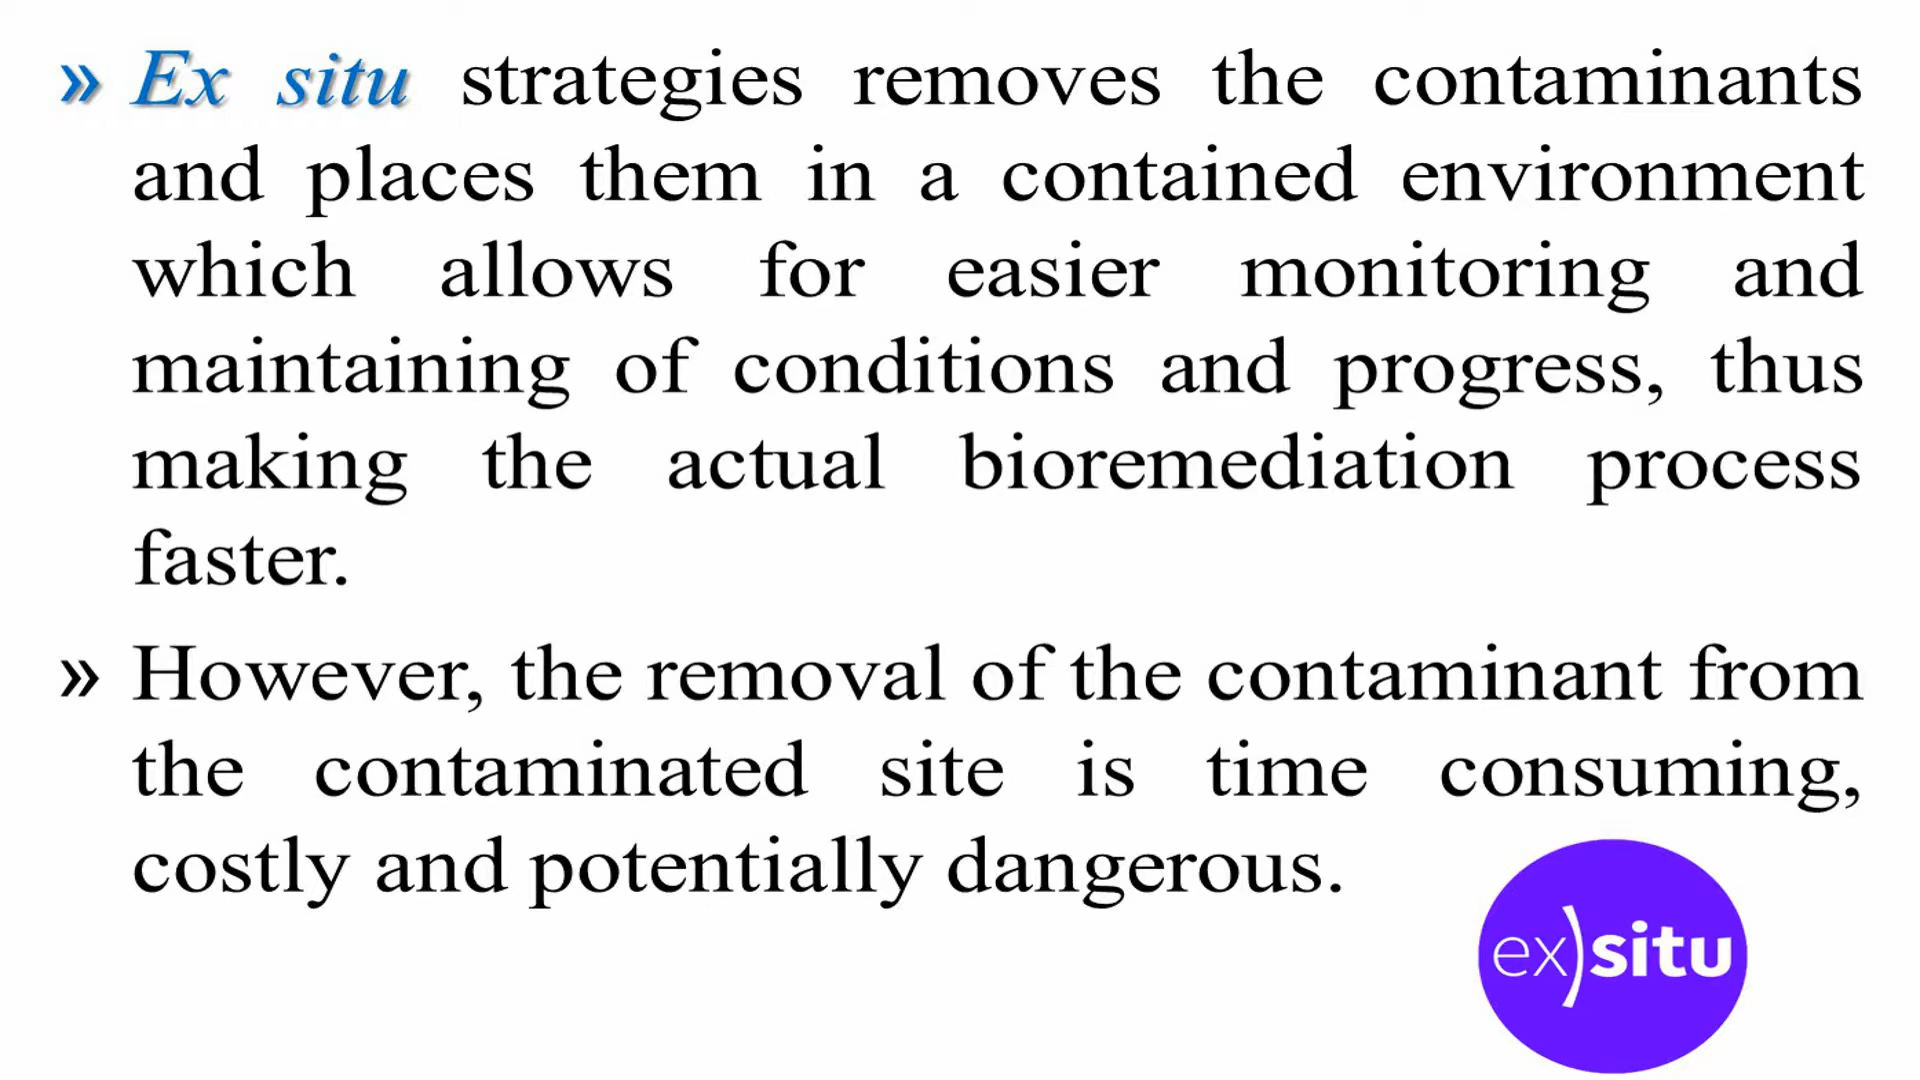 » Ex situ strategies removes the contaminants
and places them in a contained environment
which allows for easier monitoring and
maintaining of conditions and progress, thus
making the actual bioremediation process
faster.
» However, the removal of the contaminant from
the contaminated site is time consuming,
costly and potentially dangerous.
ex)situ